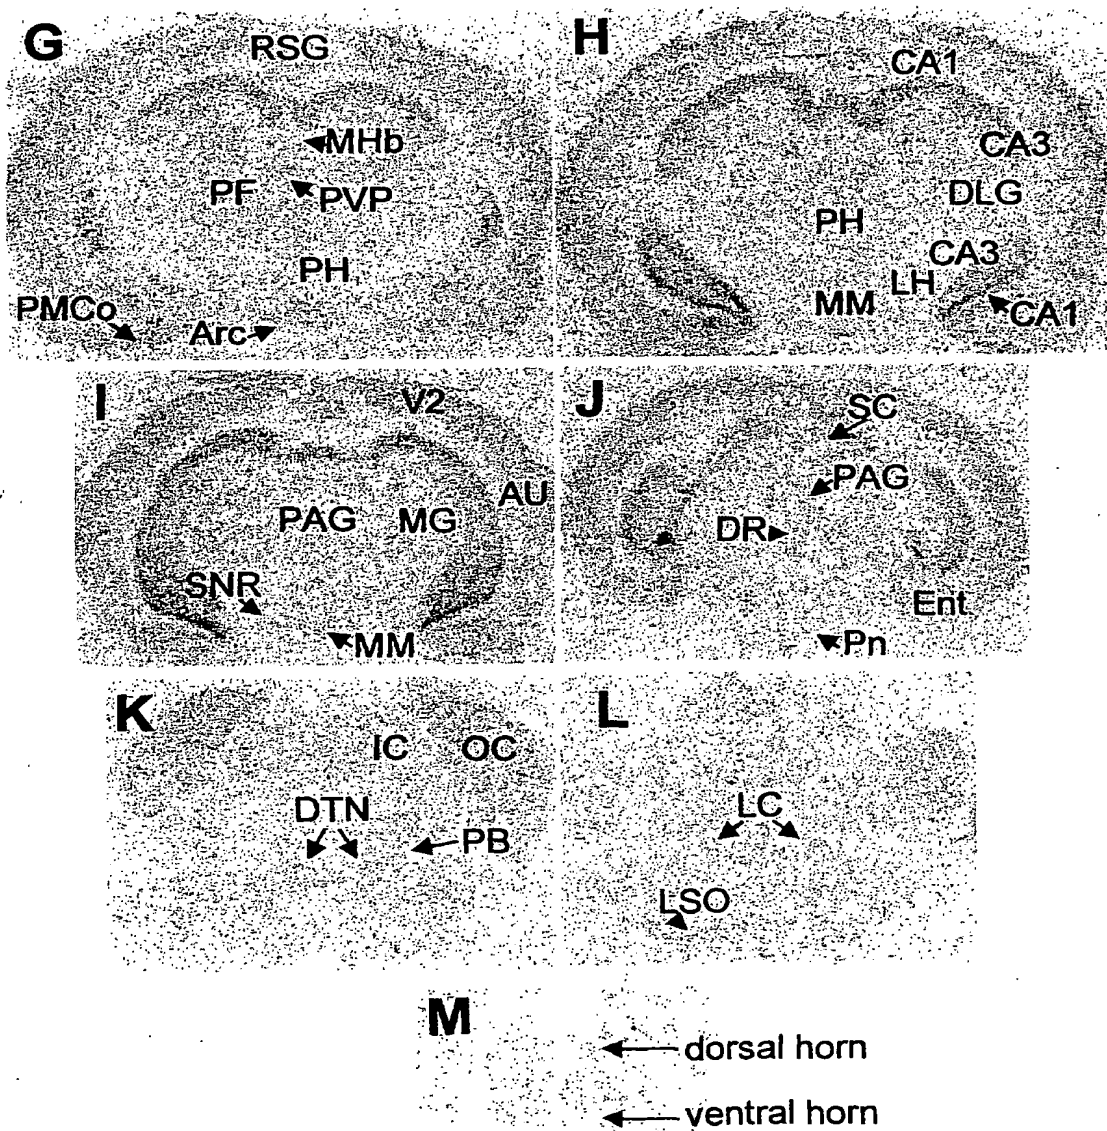 G
RSG
MHb
PF
PVP
PH
PMCo
Arc
H
CA1
CA3
DLG
PH
CA3
LH
MM
CA1
I
V2
AU
PAG
MG
SNR
MM
J
SC
PAG
DR
Ent
Pn
K
IC
OC
DTN
PB
L
LC
LSO
M
dorsal horn
ventral horn